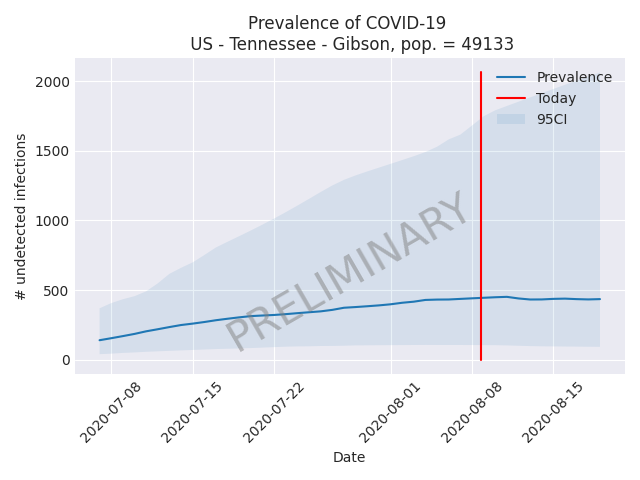 Prevalence of COVID-19
US - Tennessee - Gibson, pop. = 49133
2000
1500
1000
500
0
# undetected infections
Prevalence
Today
95CI
PRELIMINARY
2020-07-08
2020-07-15
2020-07-22
2020-08-01
2020-08-08
2020-08-15
Date